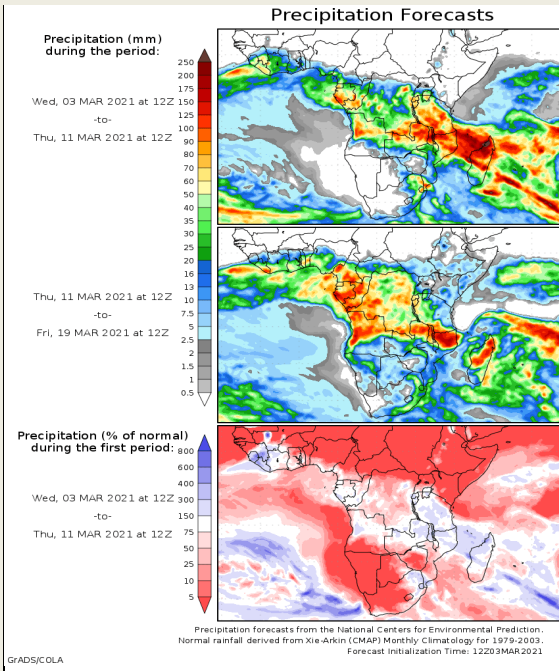 Precipitation Forecasts
Precipitation (mm)
during the period:
Wed, 03 MAR 2021 at 12Z
-to-
Thu, 11 MAR 2021 at 12Z
250
200
175
150
125
100
90
80
70
60
50
40
35
30
25
20
16
13
10
7.5
5
2.5
2
1.5
1
0.5
Thu, 11 MAR 2021 at 12Z
-to-
Fri, 19 MAR 2021 at 12Z
Precipitation (% of normal)
during the first period:
Wed, 03 MAR 2021 at 12Z
-to-
Thu, 11 MAR 2021 at 12Z
800
600
400
300
150
75
50
25
10
5
Precipitation forecasts from the National Centers for Environmental Prediction.
Normal rainfall derived from Xie-Arkin (CMAP) Monthly Climatology for 1979-2003.
Forecast Initialization Time: 12Z03MAR2021
GrADS/COLA